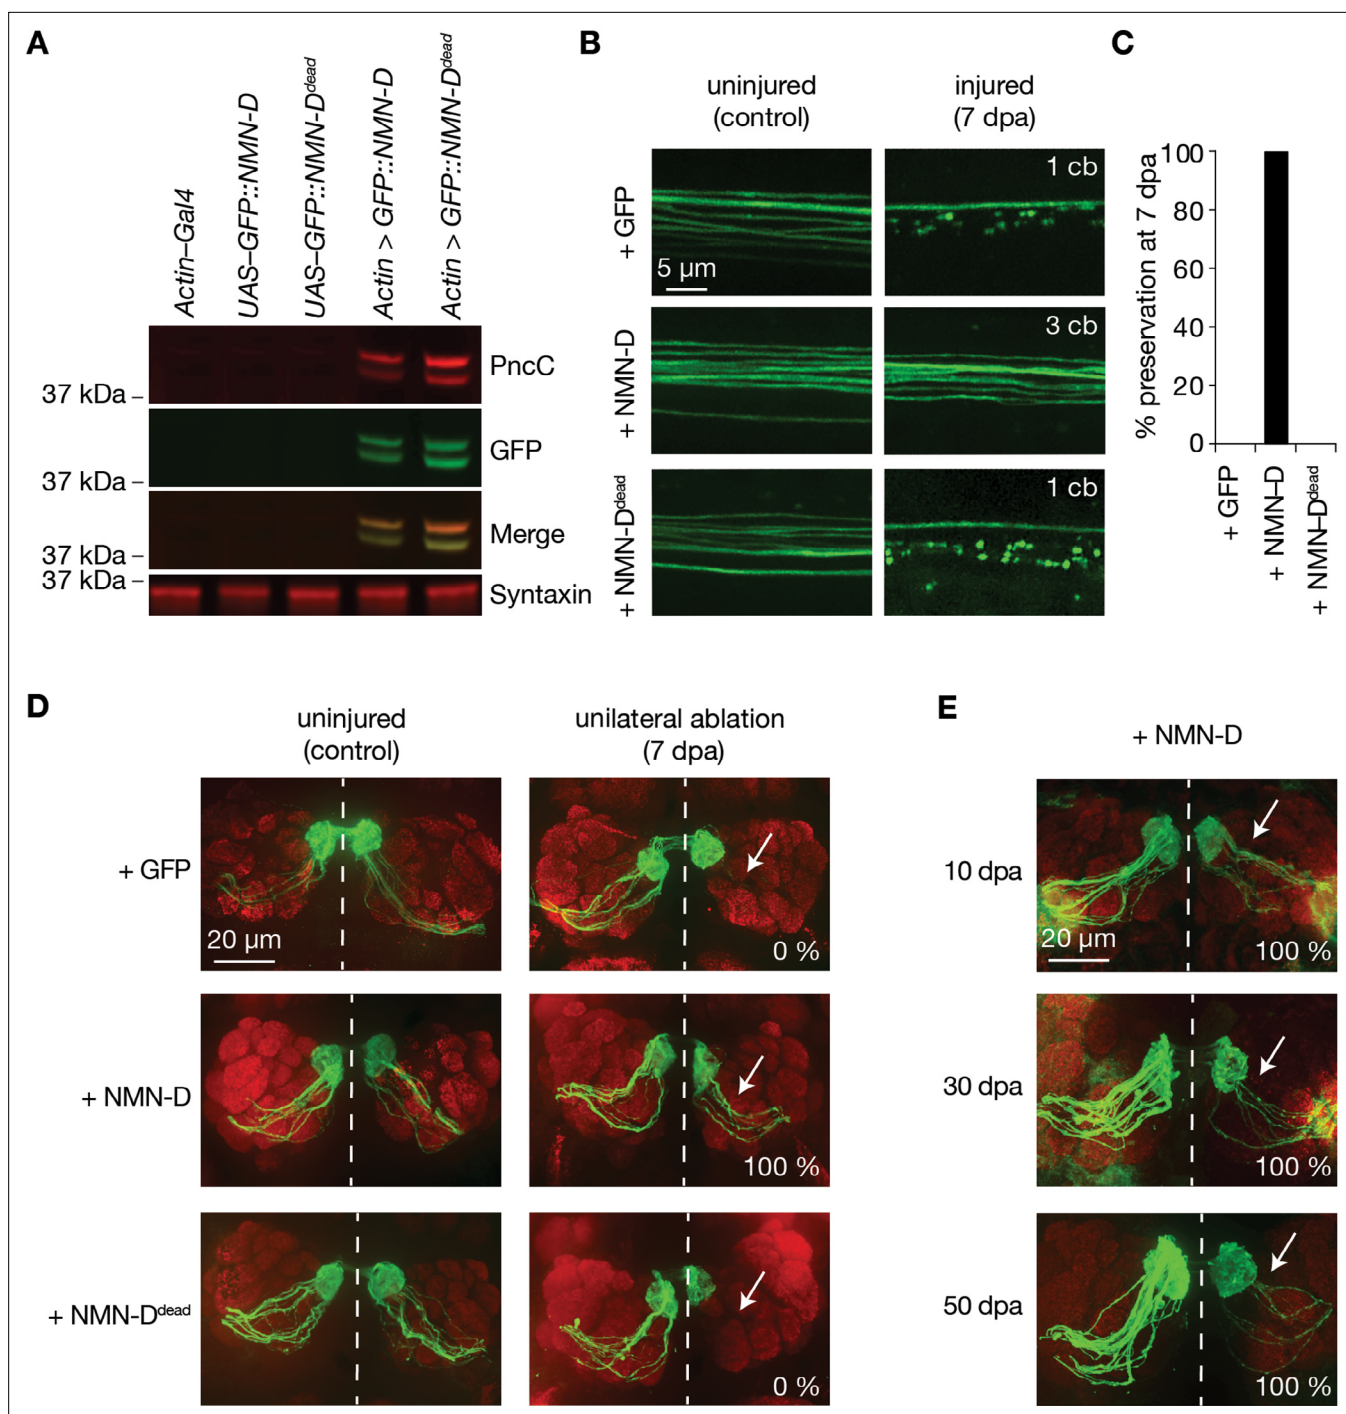 A
Actin–Gal4
UAS–GFP::NMN-D
UAS–GFP::NMN-Ddead
Actin > GFP::NMN-D
Actin > GFP::NMN-Ddead
PncC
37 kDa –
GFP
37 kDa –
Merge
37 kDa –
37 kDa –
Syntaxin
B
uninjured
(control)
injured
(7 dpa)
+ GFP
5 µm
1 cb
+ NMN-D
3 cb
+ NMN-Ddead
1 cb
C
% preservation at 7 dpa
100
80
60
40
20
0
+ GFP
+ NMN–D
+ NMN–Ddead
D
uninjured
(control)
unilateral ablation
(7 dpa)
+ GFP
20 µm
0 %
+ NMN-D
100 %
+ NMN-Ddead
0 %
E
+ NMN-D
10 dpa
20 µm
100 %
30 dpa
100 %
50 dpa
100 %